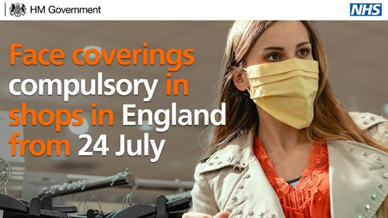 HM Government
NHS
Face coverings
compulsory in
shops in England
from 24 July